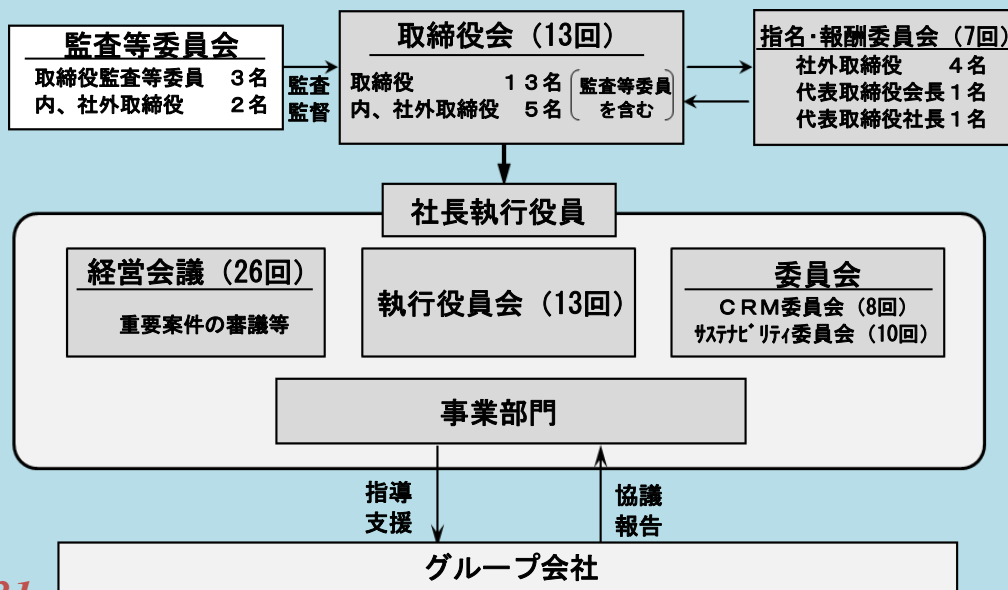 監査等委員会
取締役監査等委員 3名
内、社外取締役 2名
監査
監督
取締役会（13回）
取締役 13名
内、社外取締役 5名
監査等委員
を含む
指名･報酬委員会（7回）
社外取締役 4名
代表取締役会長1名
代表取締役社長1名
社長執行役員
経営会議（26回）
重要案件の審議等
執行役員会（13回）
委員会
ＣＲＭ委員会（8回）
ｻｽﾃﾅﾋﾞﾘﾃｨ委員会（10回）
事業部門
指導
支援
協議
報告
グループ会社